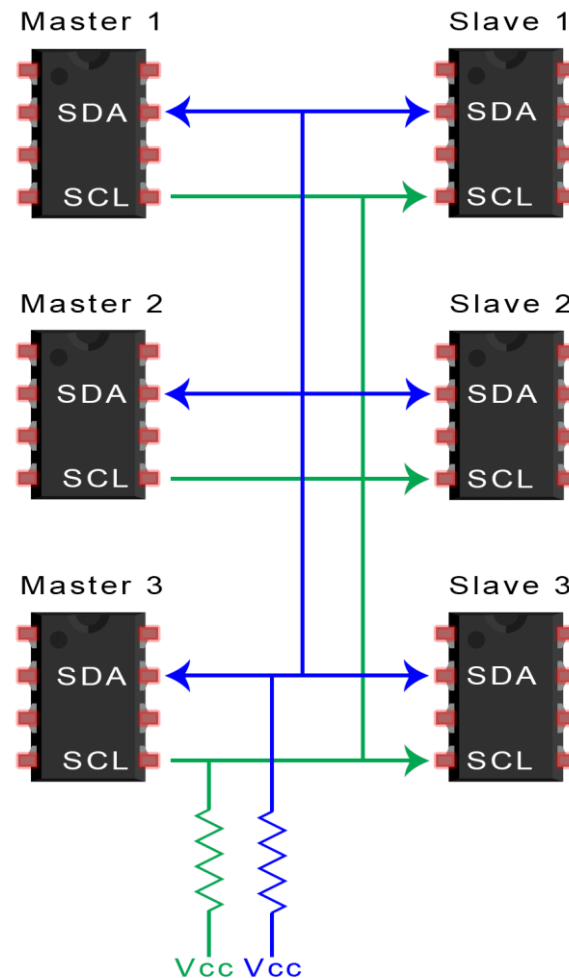 Master 1 Slave 1
SDA SDA
SCL SCL
Master 2 Slave 2
SDA SDA
SCL SCL
Master 3 Slave 3
SDA SDA
SCL SCL
Vcc Vcc